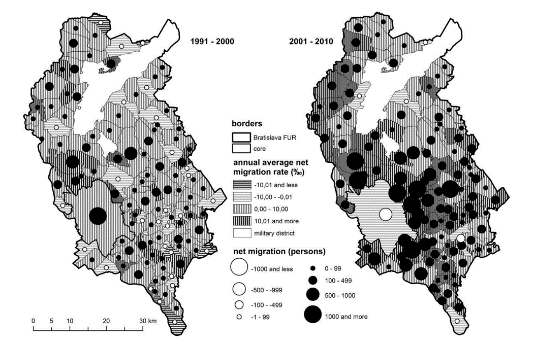 1991 - 2000
2001 - 2010
borders
Bratislava FUR
core
annual average net
migration rate (‰)
-10,01 and less
-10,00 - -0,01
0,00 - 10,00
10,01 and more
military district
net migration (persons)
-1000 and less
-500 - -999
-100 - -499
-1 - 99
0 - 99
100 - 499
500 - 1000
1000 and more
0 5 10 20 30 km